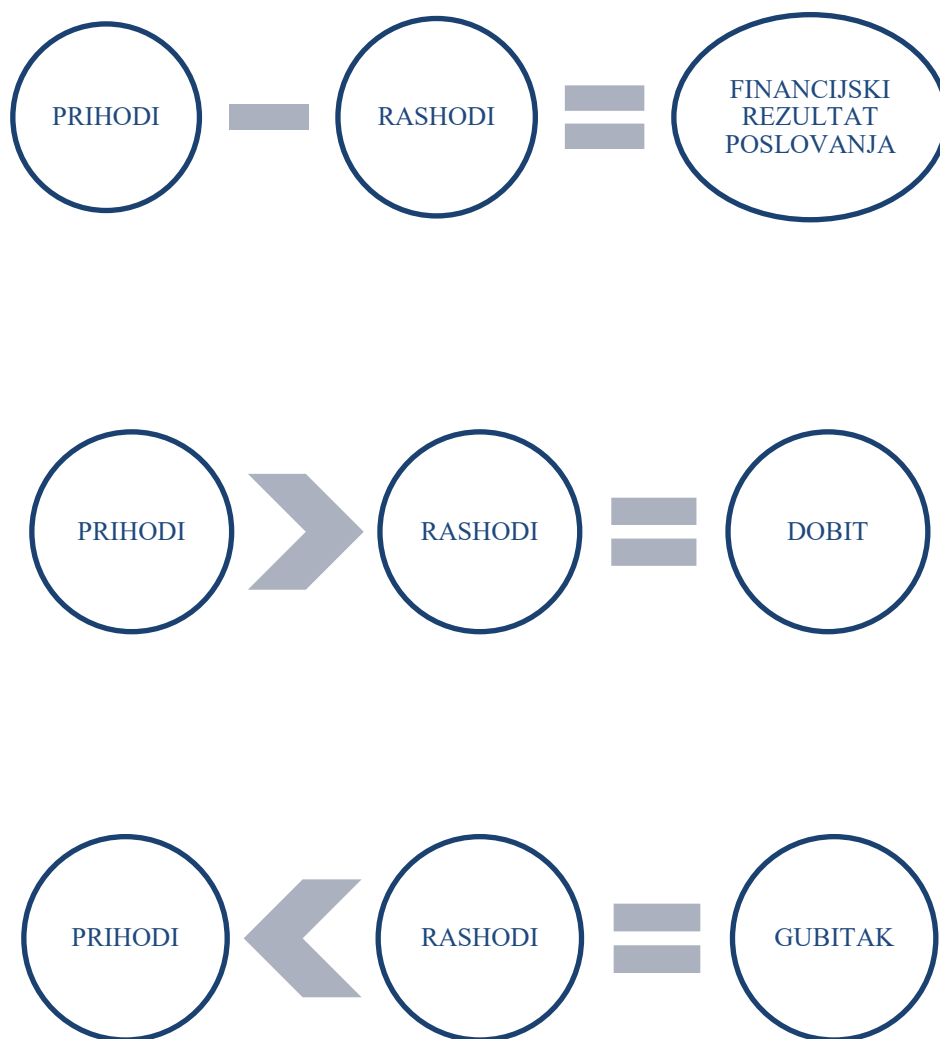 PRIHODI
RASHODI
FINANCIJSKI
REZULTAT
POSLOVANJA
PRIHODI
RASHODI
DOBIT
PRIHODI
RASHODI
GUBITAK